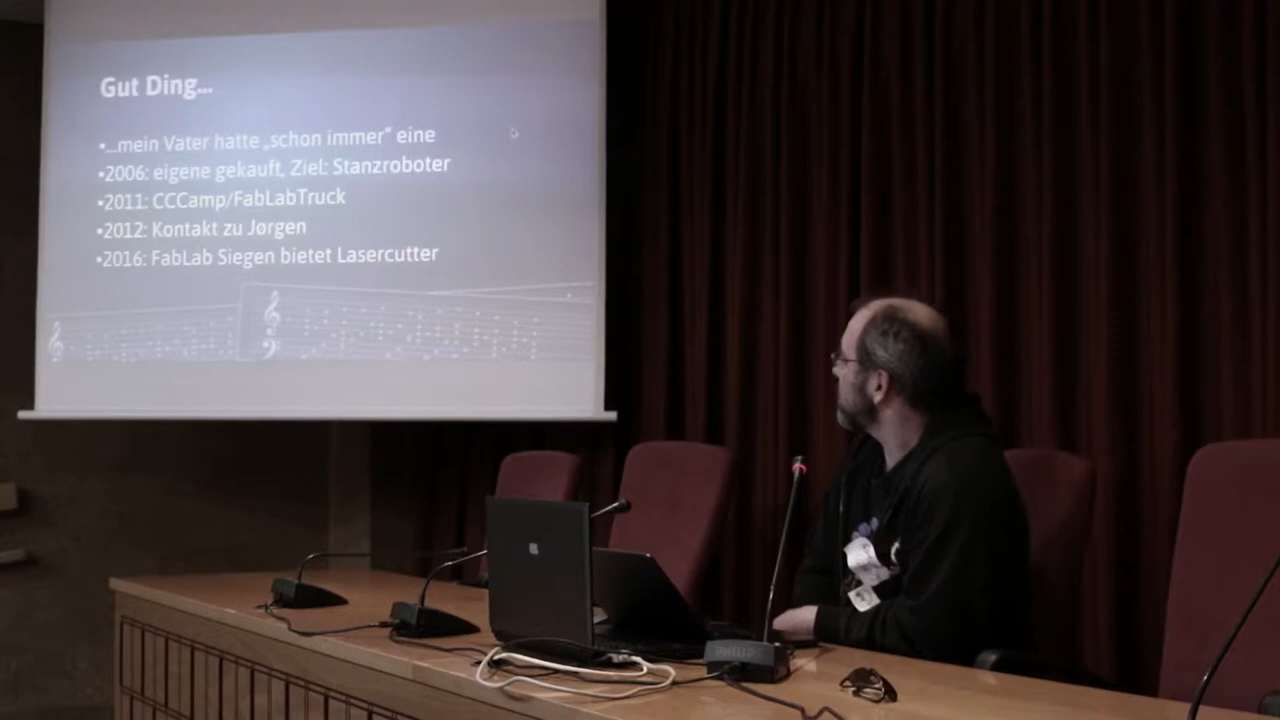 Gut Ding...
•...mein Vater hatte „schon immer“ eine
•2006: eigene gekauft, Ziel: Stanzroboter
•2011: CCCamp/FabLabTruck
•2012: Kontakt zu Jørgen
•2016: FabLab Siegen bietet Lasercutter
PHILIPS